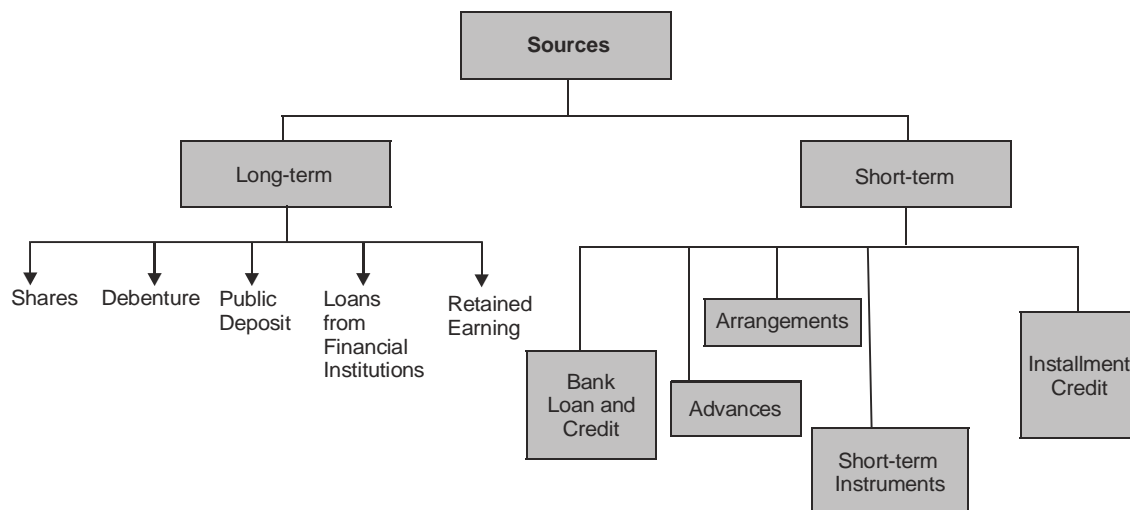 Sources
Long-term
Short-term
Shares
Debenture
Public
Deposit
Loans
from
Financial
Institutions
Retained
Earning
Bank
Loan and
Credit
Advances
Arrangements
Short-term
Instruments
Installment
Credit